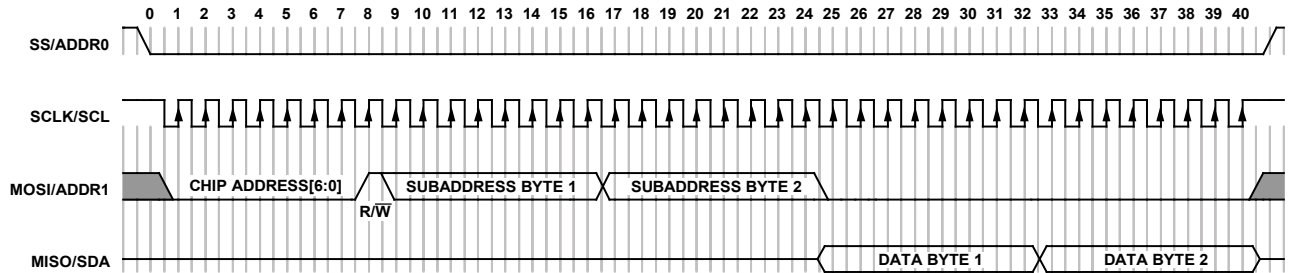 0 1 2 3 4 5 6 7 8 9 10 11 12 13 14 15 16 17 18 19 20 21 22 23 24 25 26 27 28 29 30 31 32 33 24 35 36 37 38 39 40
SS/ADDR0
SCLK/SCL
MOSI/ADDR1 CHIP ADDRESS[6:0] SUBADDRESS BYTE 1 SUBADDRESS BYTE 2
R/W̅
MISO/SDA DATA BYTE 1 DATA BYTE 2